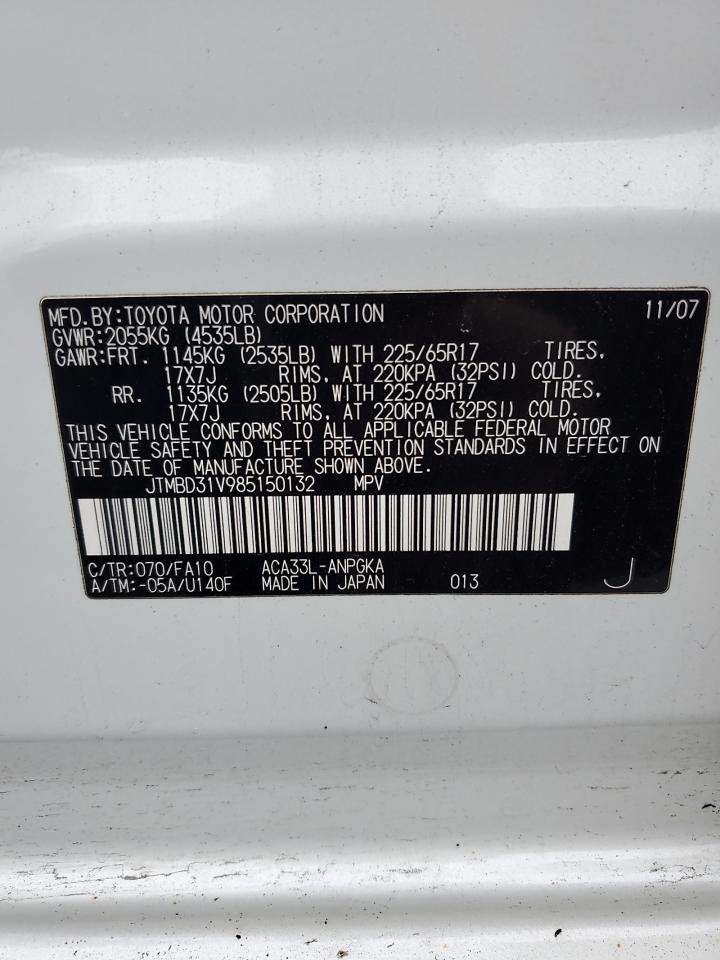 MFD.BY:TOYOTA MOTOR CORPORATION 11/07
GVWR:2055KG (4535LB)
GAWR:FRT. 1145KG (2535LB) WITH 225/65R17 TIRES,
17X7J RIMS, AT 220KPA (32PSI) COLD.
RR. 1135KG (2505LB) WITH 225/65R17 TIRES,
17X7J RIMS, AT 220KPA (32PSI) COLD.
THIS VEHICLE CONFORMS TO ALL APPLICABLE FEDERAL MOTOR
VEHICLE SAFETY AND THEFT PREVENTION STANDARDS IN EFFECT ON
THE DATE OF MANUFACTURE SHOWN ABOVE.
JTMBD31V985150132 MPV
C/TR:070/FA10 ACA33L-ANPGKA
A/TM:-05A/U140F MADE IN JAPAN 013 J